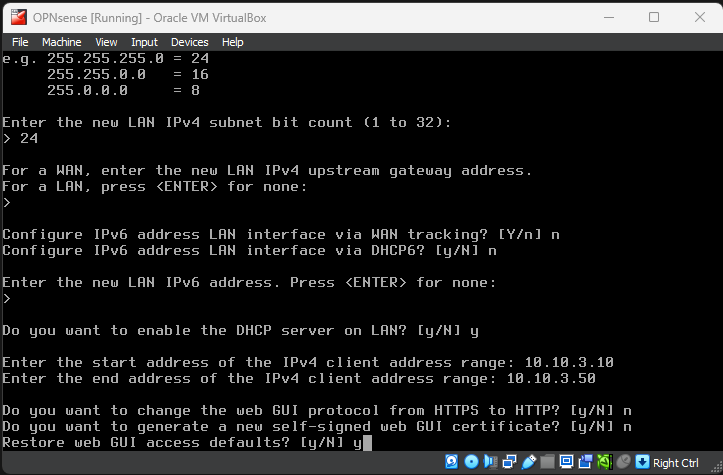 OPNsense [Running] - Oracle VM VirtualBox
File Machine View Input Devices Help
e.g. 255.255.255.0 = 24
255.255.0.0 = 16
255.0.0.0 = 8
Enter the new LAN IPv4 subnet bit count (1 to 32):
> 24
For a WAN, enter the new LAN IPv4 upstream gateway address.
For a LAN, press <ENTER> for none:
>
Configure IPv6 address LAN interface via WAN tracking? [Y/n] n
Configure IPv6 address LAN interface via DHCP6? [y/N] n
Enter the new LAN IPv6 address. Press <ENTER> for none:
>
Do you want to enable the DHCP server on LAN? [y/N] y
Enter the start address of the IPv4 client address range: 10.10.3.10
Enter the end address of the IPv4 client address range: 10.10.3.50
Do you want to change the web GUI protocol from HTTPS to HTTP? [y/N] n
Do you want to generate a new self-signed web GUI certificate? [y/N] n
Restore web GUI access defaults? [y/N] y
Right Ctrl